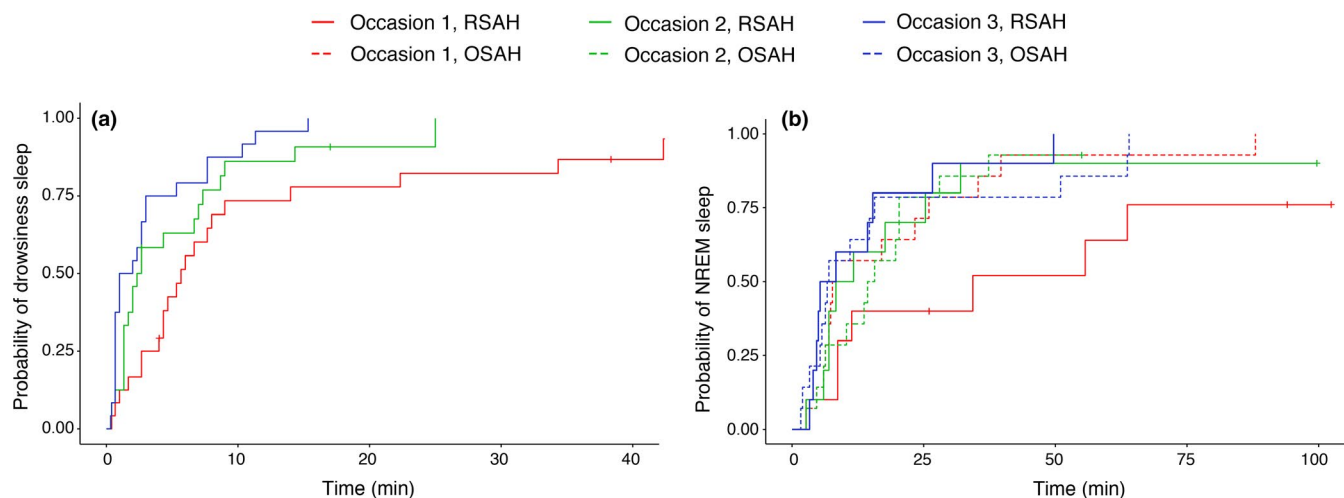 Occasion 1, RSAH Occasion 2, RSAH Occasion 3, RSAH
Occasion 1, OSAH Occasion 2, OSAH Occasion 3, OSAH
(a)
Probability of drowsiness sleep
1.00
0.75
0.50
0.25
0.00
0 10 20 30 40
Time (min)
(b)
Probability of NREM sleep
1.00
0.75
0.50
0.25
0.00
0 25 50 75 100
Time (min)